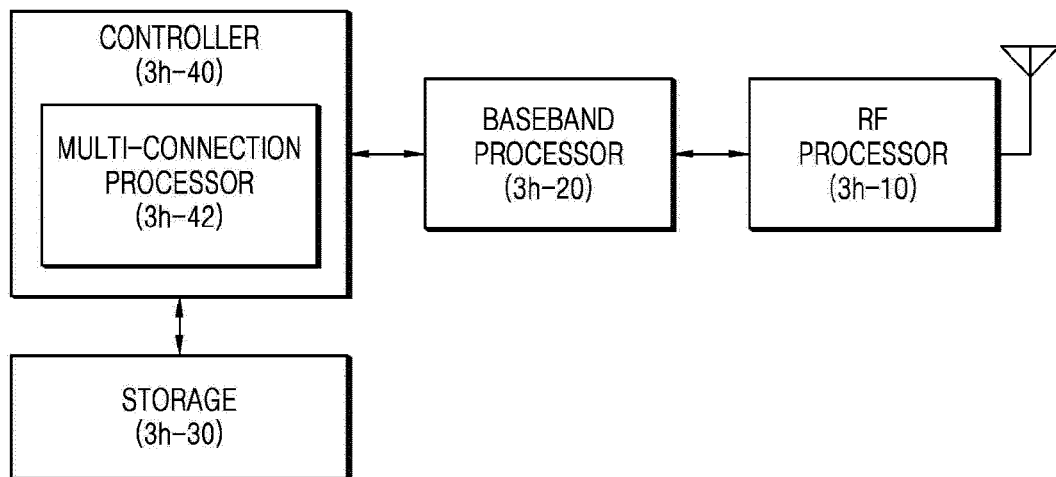 CONTROLLER
(3h-40)
MULTI-CONNECTION
PROCESSOR
(3h-42)
BASEBAND
PROCESSOR
(3h-20)
RF
PROCESSOR
(3h-10)
STORAGE
(3h-30)